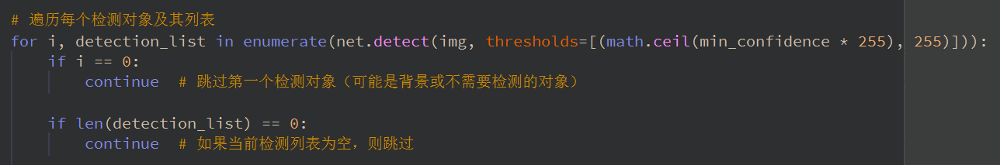 # 遍历每个检测对象及其列表
for i, detection_list in enumerate(net.detect(img, thresholds=[(math.ceil(min_confidence * 255), 255)])):
    if i == 0:
        continue  # 跳过第一个检测对象（可能是背景或不需要检测的对象）
    if len(detection_list) == 0:
        continue  # 如果当前检测列表为空，则跳过